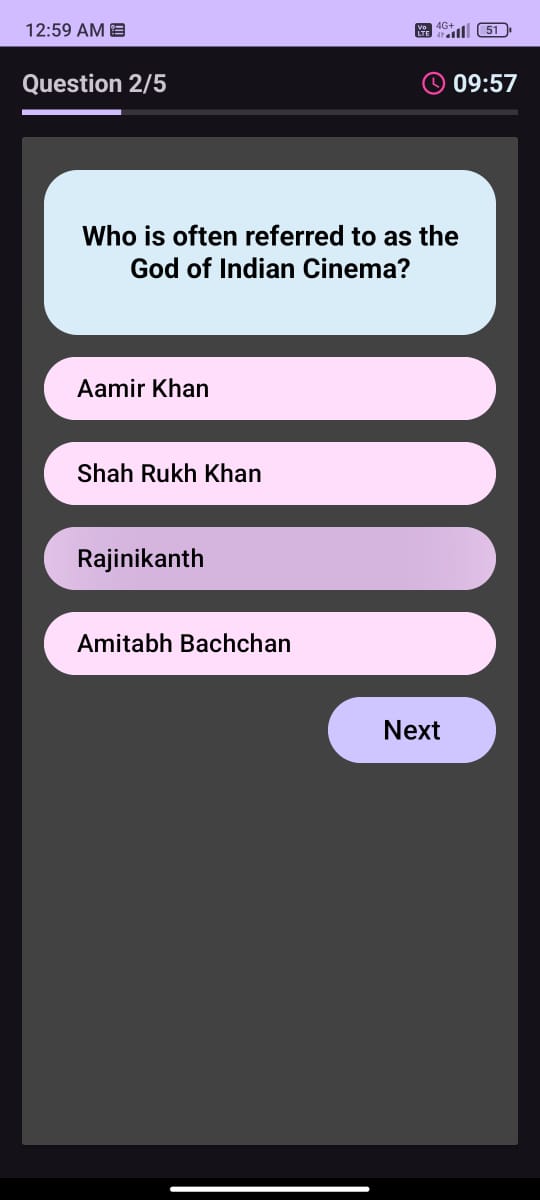 12:59 AM
Vo LTE 4G+ 51
Question 2/5
09:57
Who is often referred to as the
God of Indian Cinema?
Aamir Khan
Shah Rukh Khan
Rajinikanth
Amitabh Bachchan
Next